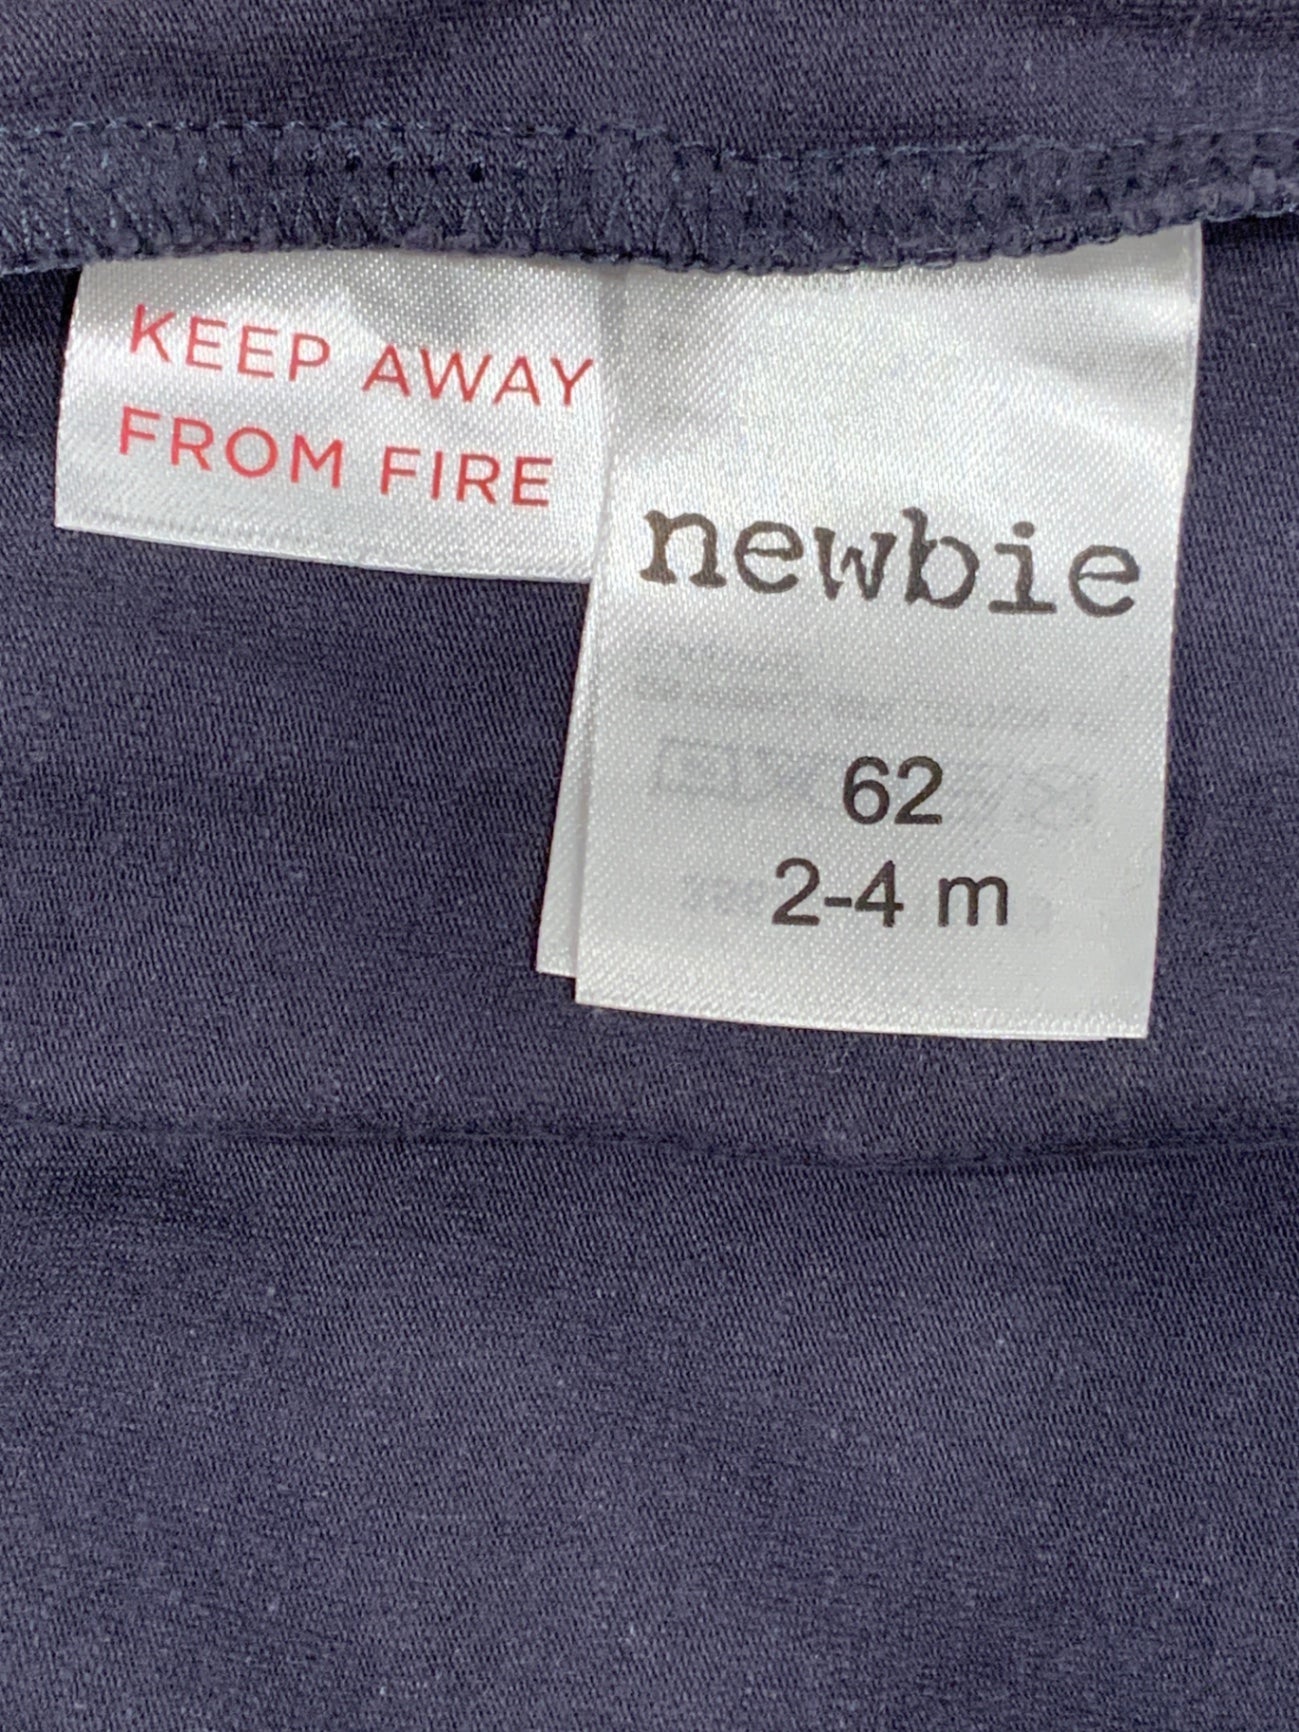 KEEP AWAY
FROM FIRE
newbie
62
2-4 m